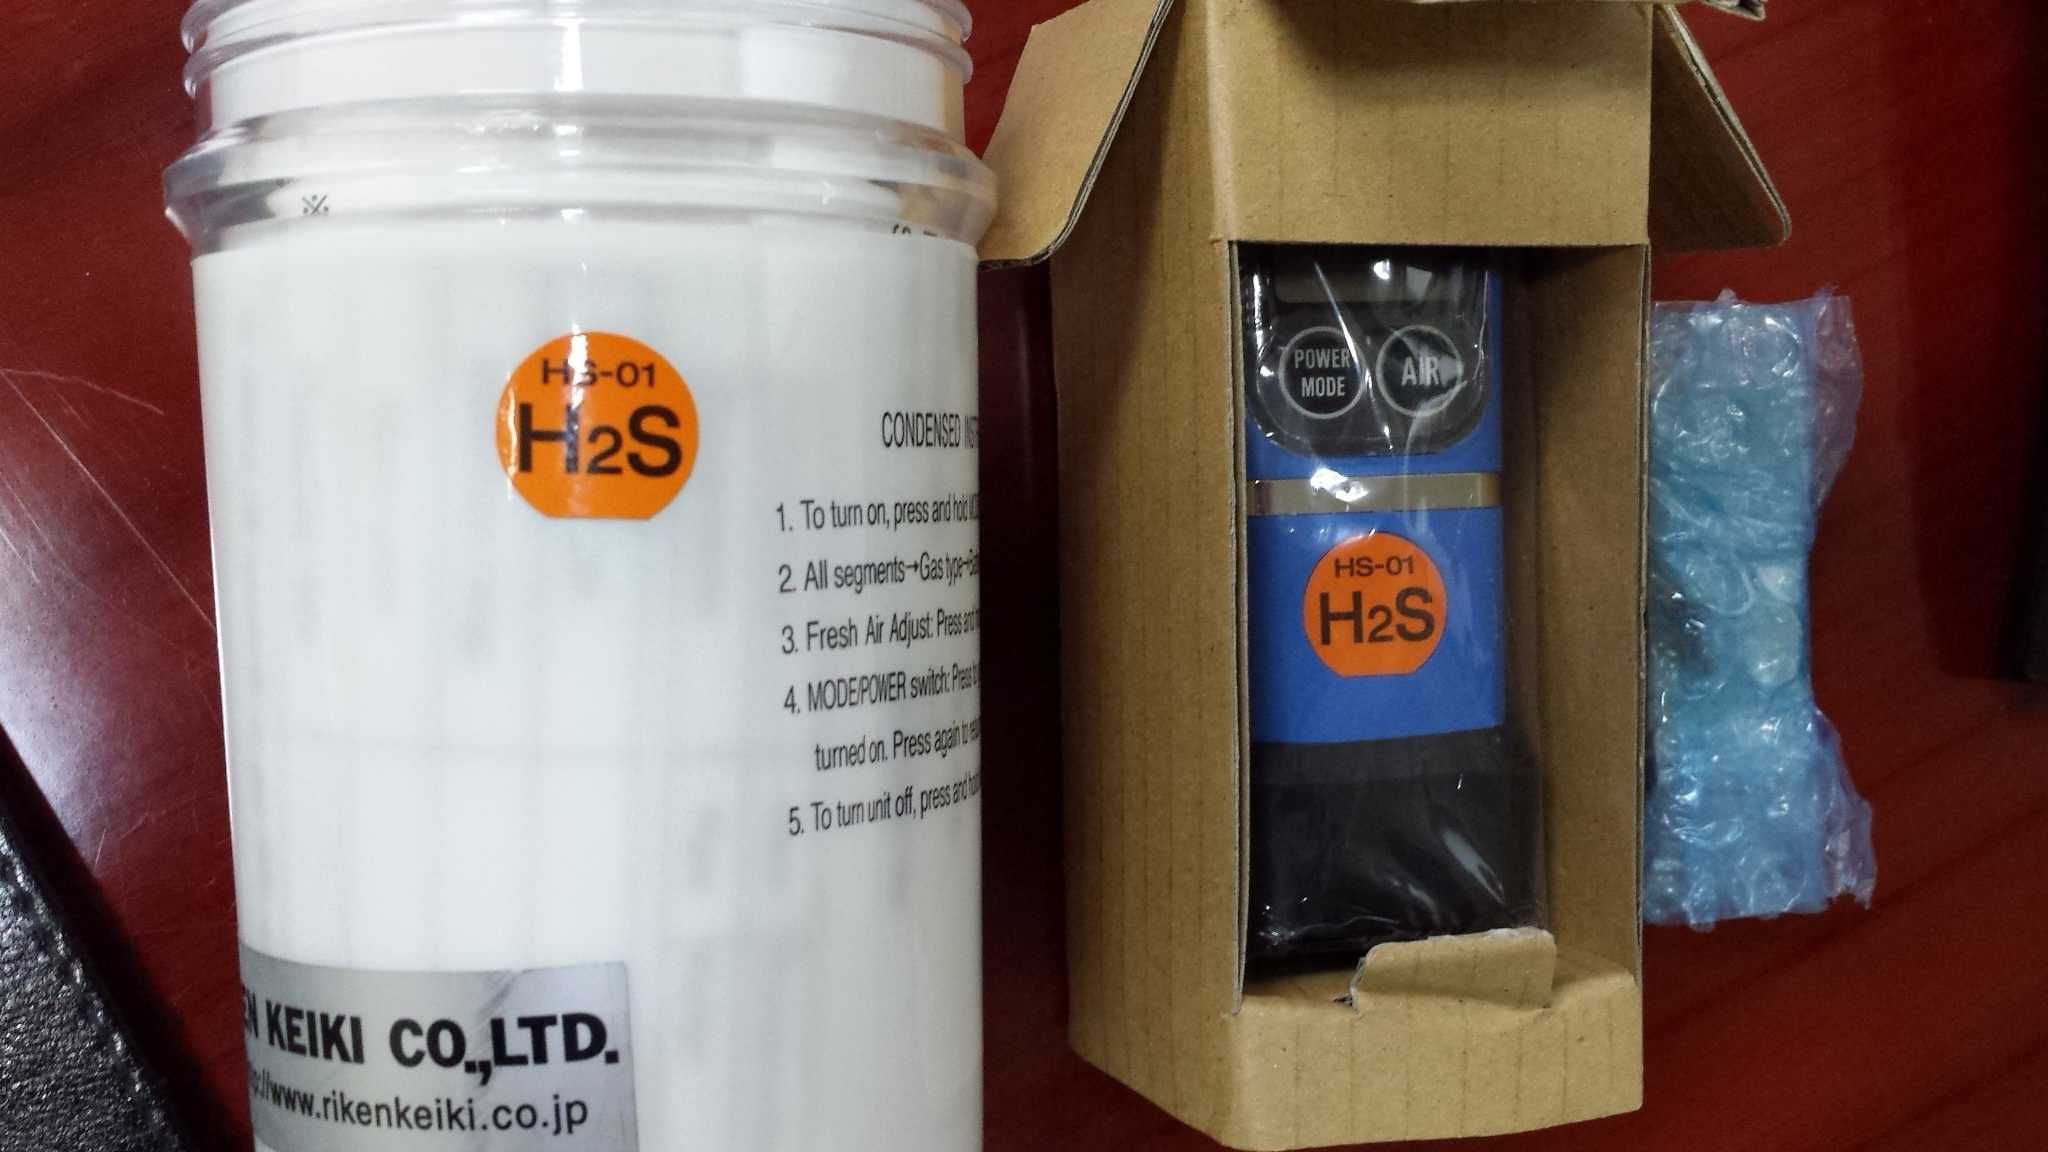 ※
HS-01
H2S
CONDENSED
1. To turn on, press and hold
2. All segments→Gas type→
3. Fresh Air Adjust: Press and
4. MODE/POWER switch: Press
turned on. Press again to
5. To turn unit off, press and
KEIKI CO.,LTD.
www.rikenkeiki.co.jp
POWER
MODE
AIR
HS-01
H2S